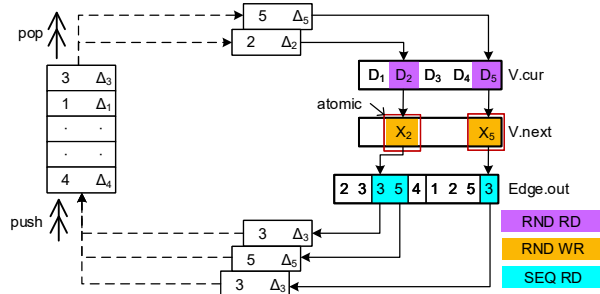 pop
5 Δ5
2 Δ2
3 Δ3
1 Δ1
. .
. .
4 Δ4
push
D1 D2 D3 D4 D5 V.cur
atomic
X2 X5 V.next
2 3 3 5 4 1 2 5 3 Edge.out
3 Δ3
5 Δ5
3 Δ3
RND RD
RND WR
SEQ RD